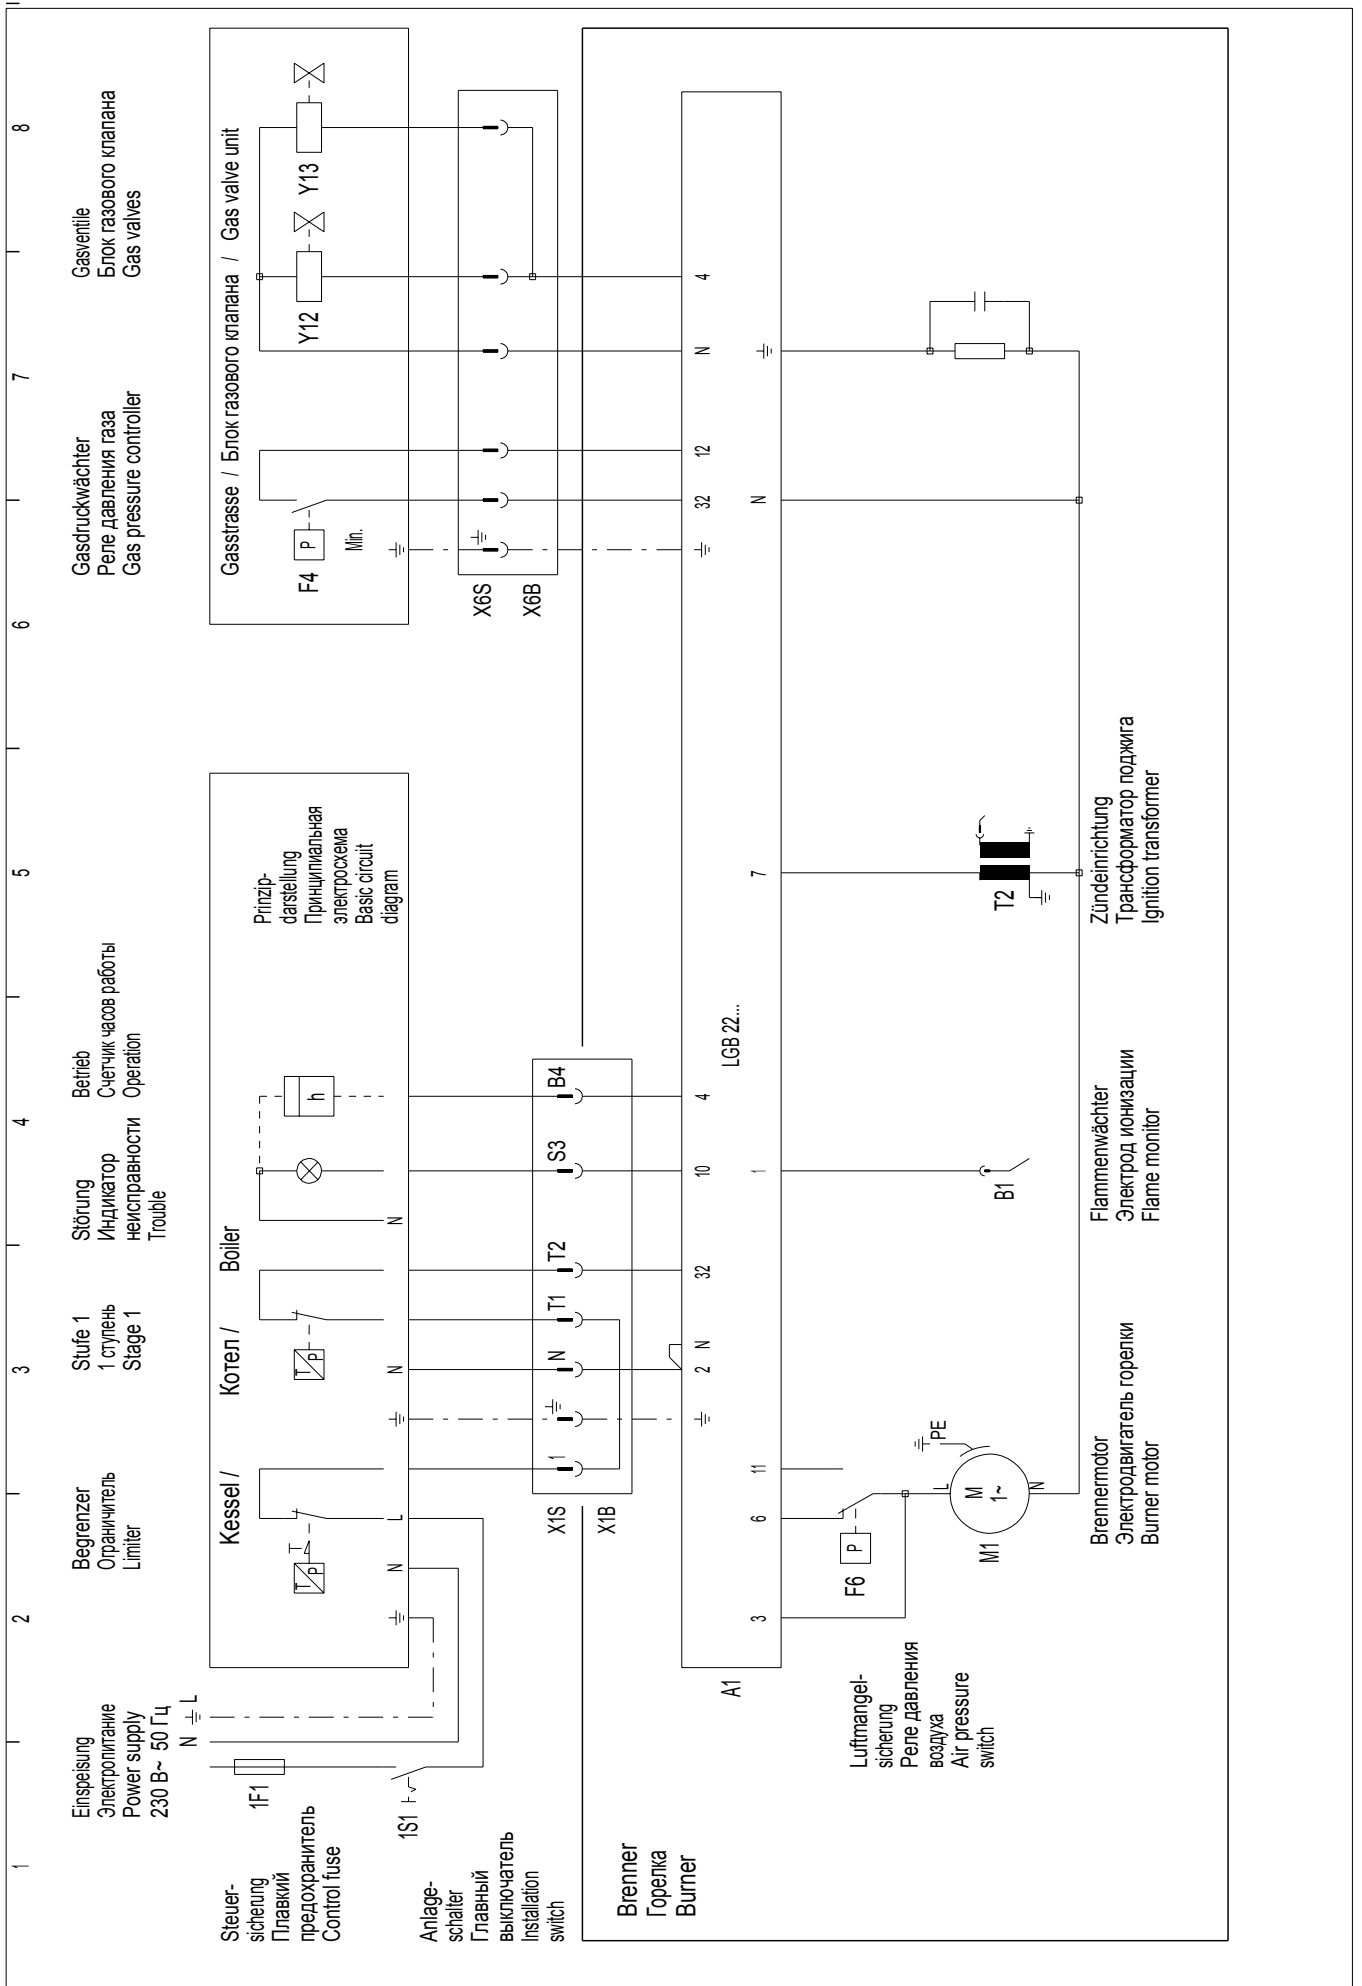 1
2
3
4
5
6
7
8
Einspeisung
Электропитание
Power supply
230 В~ 50 Гц
N
L
Begrenzer
Ограничитель
Limiter
Stufe 1
1 ступень
Stage 1
Störung
Индикатор
неисправности
Trouble
Betrieb
Счетчик часов работы
Operation
Gasdruckwächter
Реле давления газа
Gas pressure controller
Gasventile
Блок газового клапана
Gas valves
Steuer-
sicherung
Плавкий
предохранитель
Control fuse
1F1
Anlage-
schalter
Главный
выключатель
Installation
switch
1S1
Kessel / Котел / Boiler
T
P
T
P
h
Prinzip-
darstellung
Принципиальная
электросхема
Basic circuit
diagram
N
L
N
N
Gasstrasse / Блок газового клапана / Gas valve unit
P
F4
Min.
Y12
Y13
X1S
X1B
1
N
T1
T2
S3
B4
X6S
X6B
Brenner
Горелка
Burner
A1
LGB 22...
2
N
32
10
4
32
12
N
4
3
6
11
1
7
N
P
F6
Luftmangel-
sicherung
Реле давления
воздуха
Air pressure
switch
PE
L
M
1~
N
M1
Brennermotor
Электродвигатель горелки
Burner motor
B1
Flammenwächter
Электрод ионизации
Flame monitor
T2
Zündeinrichtung
Трансформатор поджига
Ignition transformer